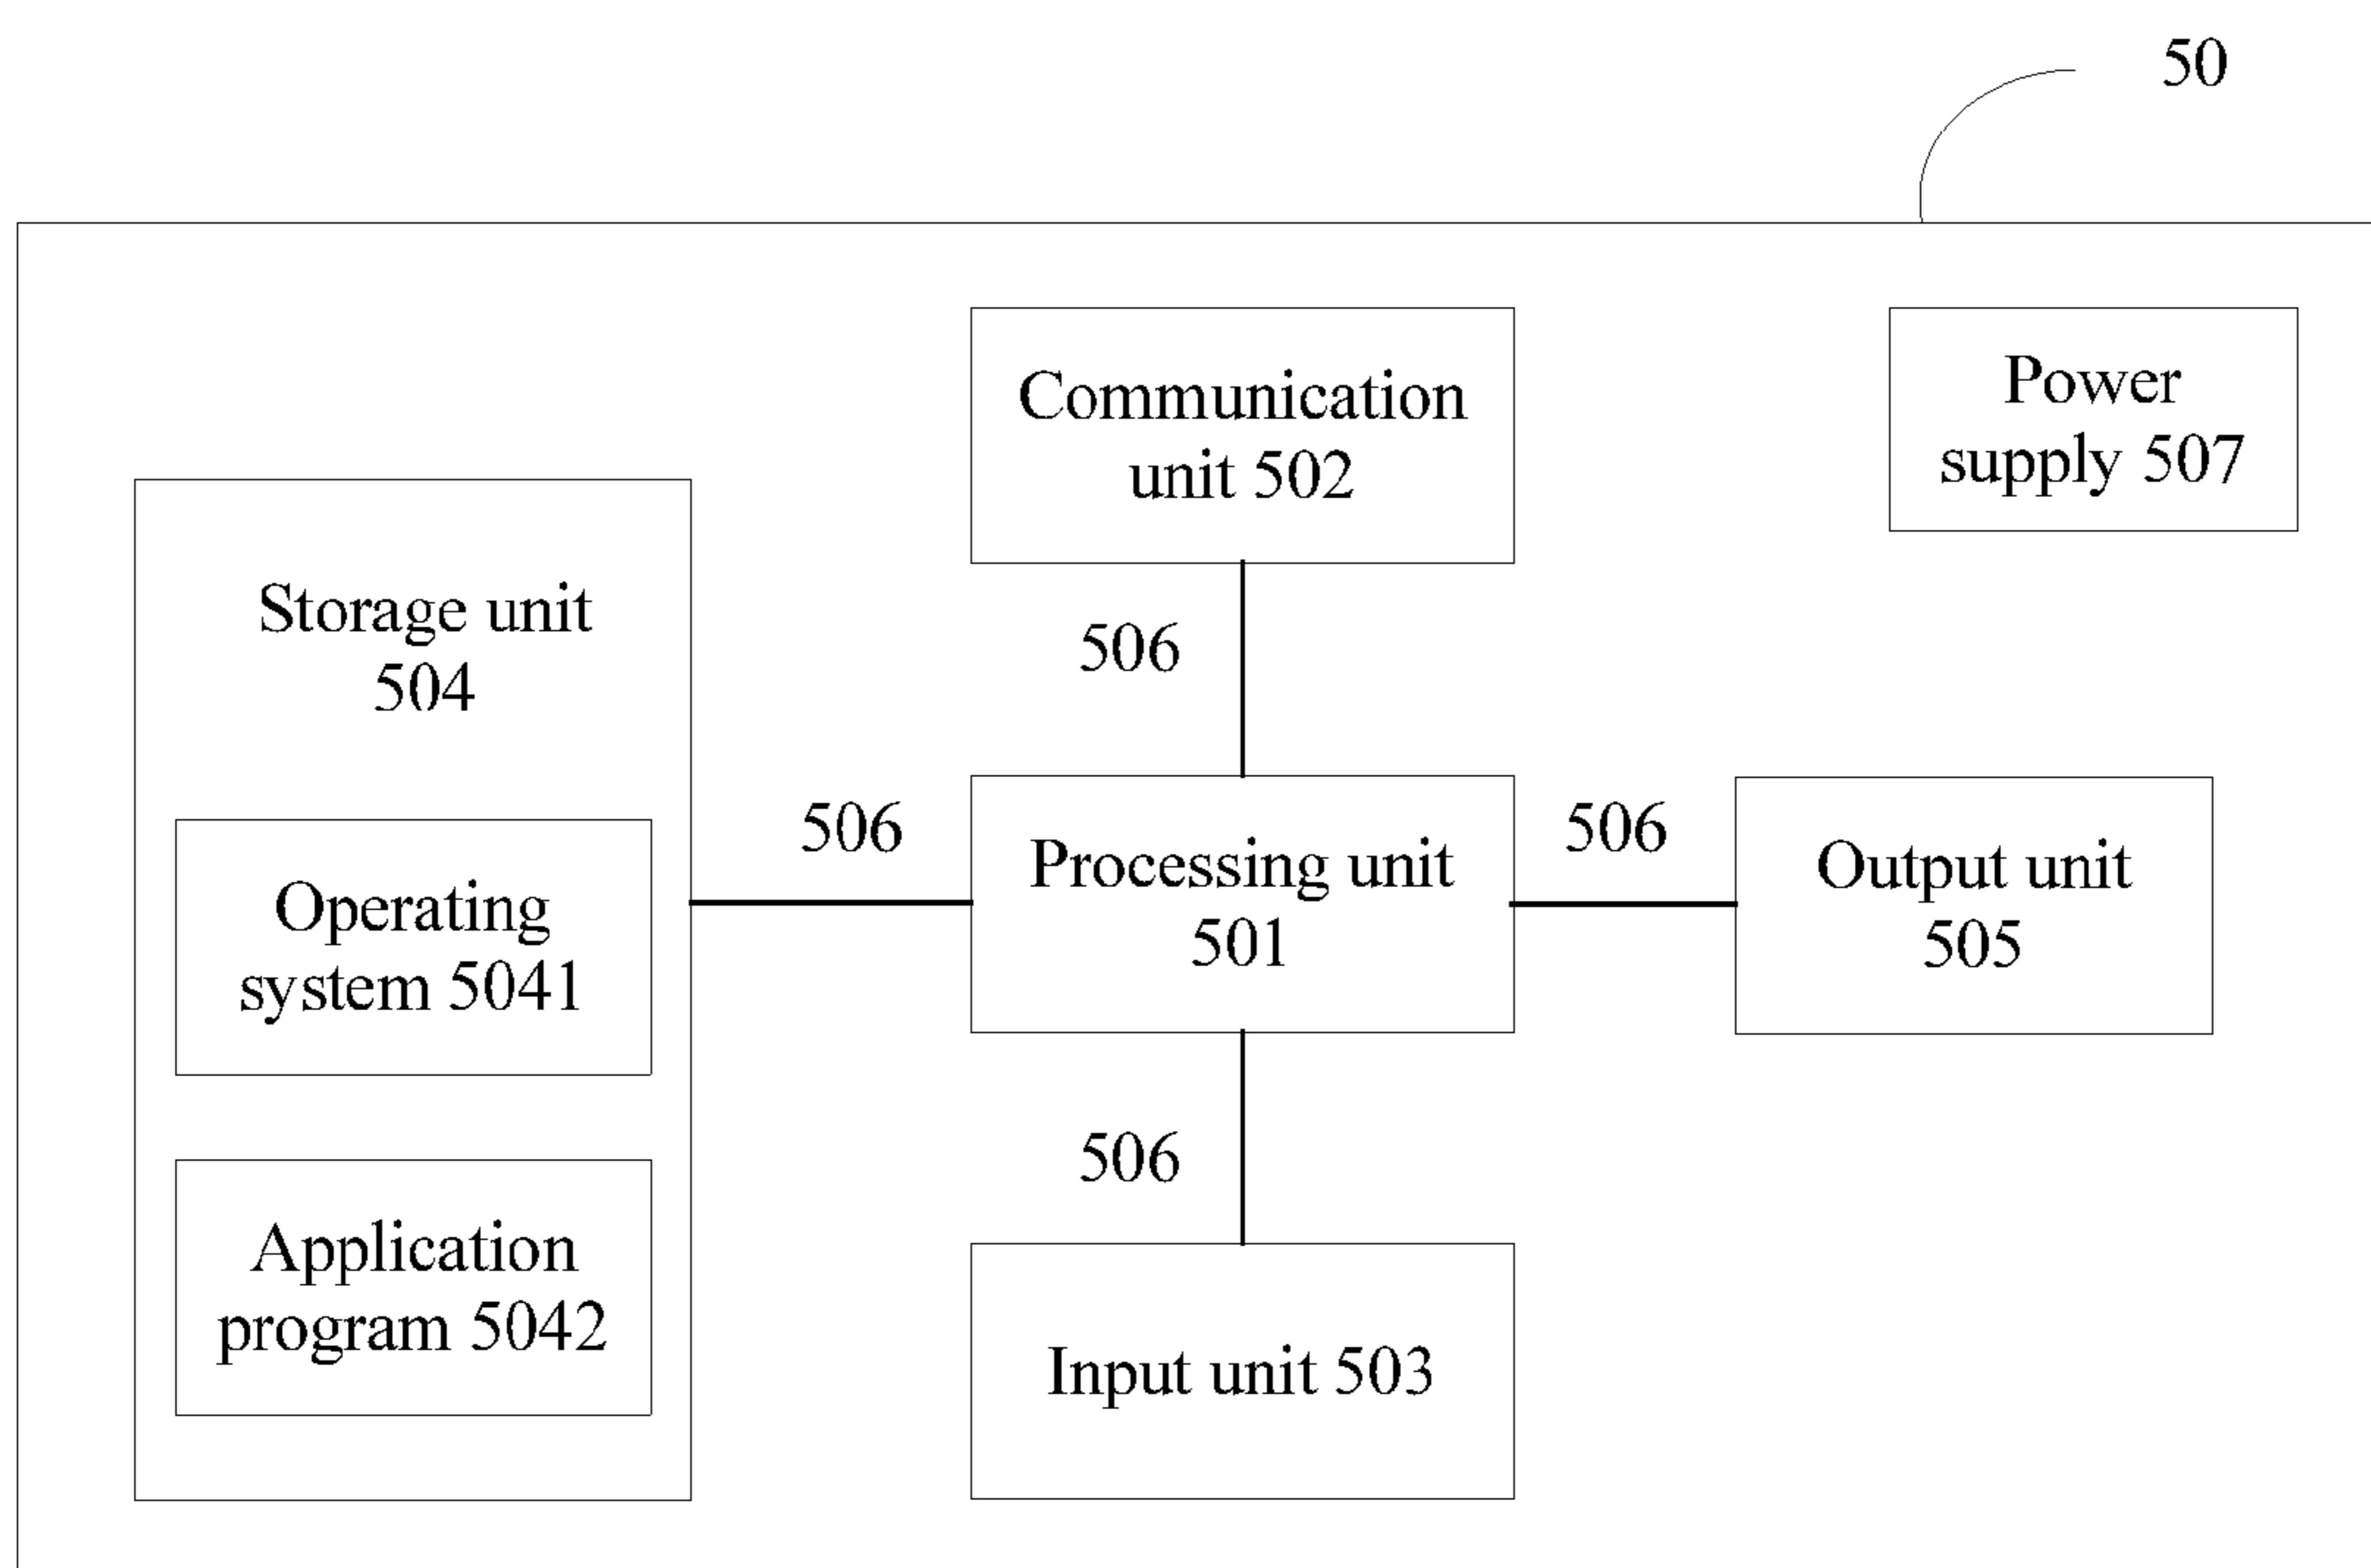 50
Communication
unit 502
Power
supply 507
Storage unit
504
506
506
Processing unit
501
506
Output unit
505
Operating
system 5041
506
Application
program 5042
Input unit 503